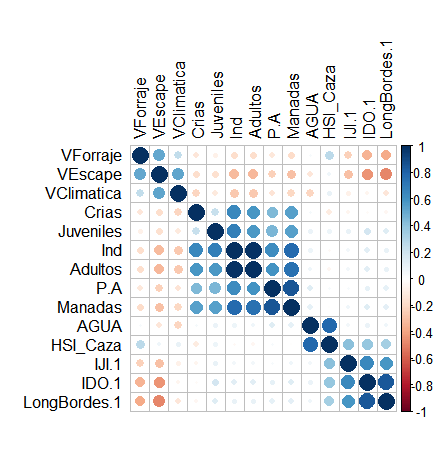 VForraje
VEscape
VClimatica
Crias
Juveniles
Ind
Adultos
P.A
Manadas
AGUA
HSI_Caza
IJI.1
IDO.1
LongBordes.1
VForraje
VEscape
VClimatica
Crias
Juveniles
Ind
Adultos
P.A
Manadas
AGUA
HSI_Caza
IJI.1
IDO.1
LongBordes.1
1
0.8
0.6
0.4
0.2
0
-0.2
-0.4
-0.6
-0.8
-1